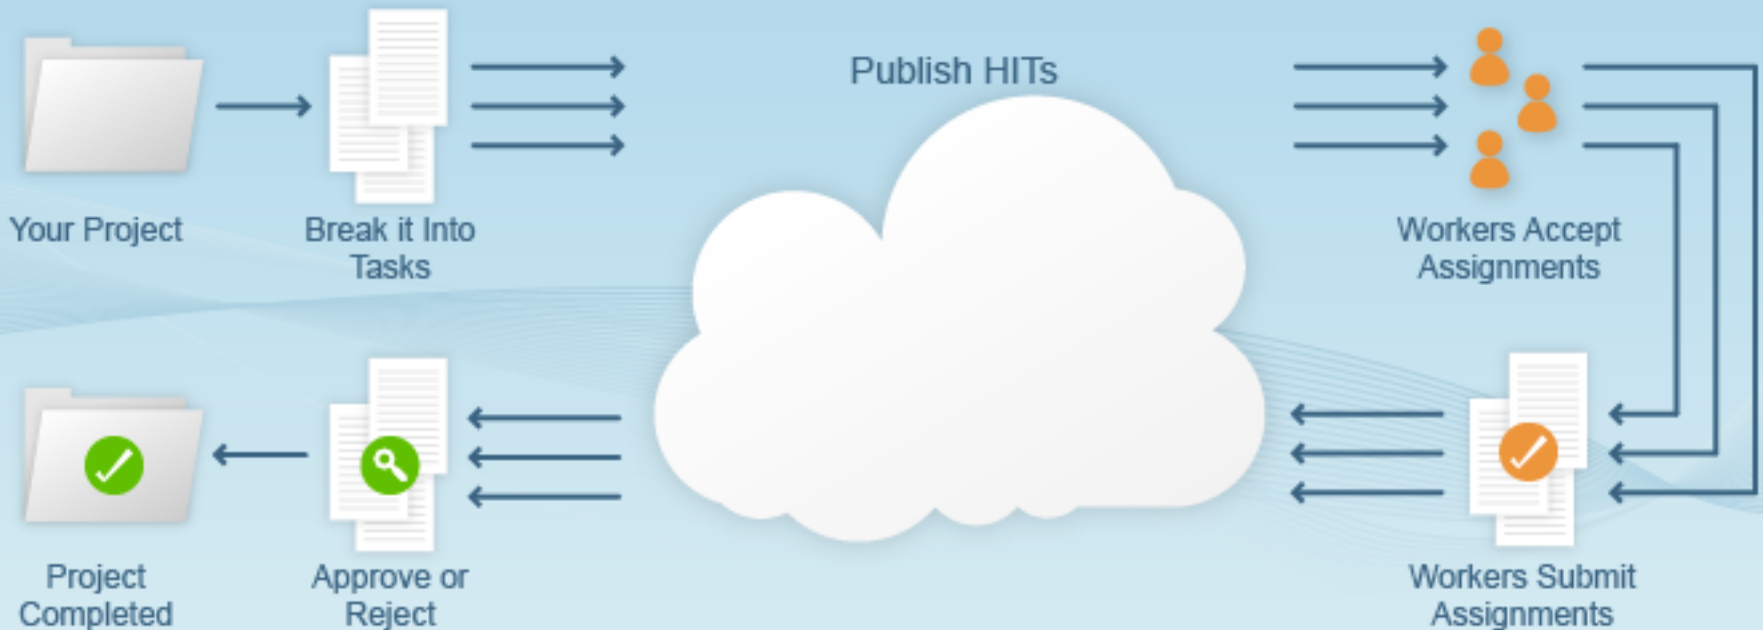 Publish HITs
Your Project
Break it Into
Tasks
Workers Accept
Assignments
Project
Completed
Approve or
Reject
Workers Submit
Assignments